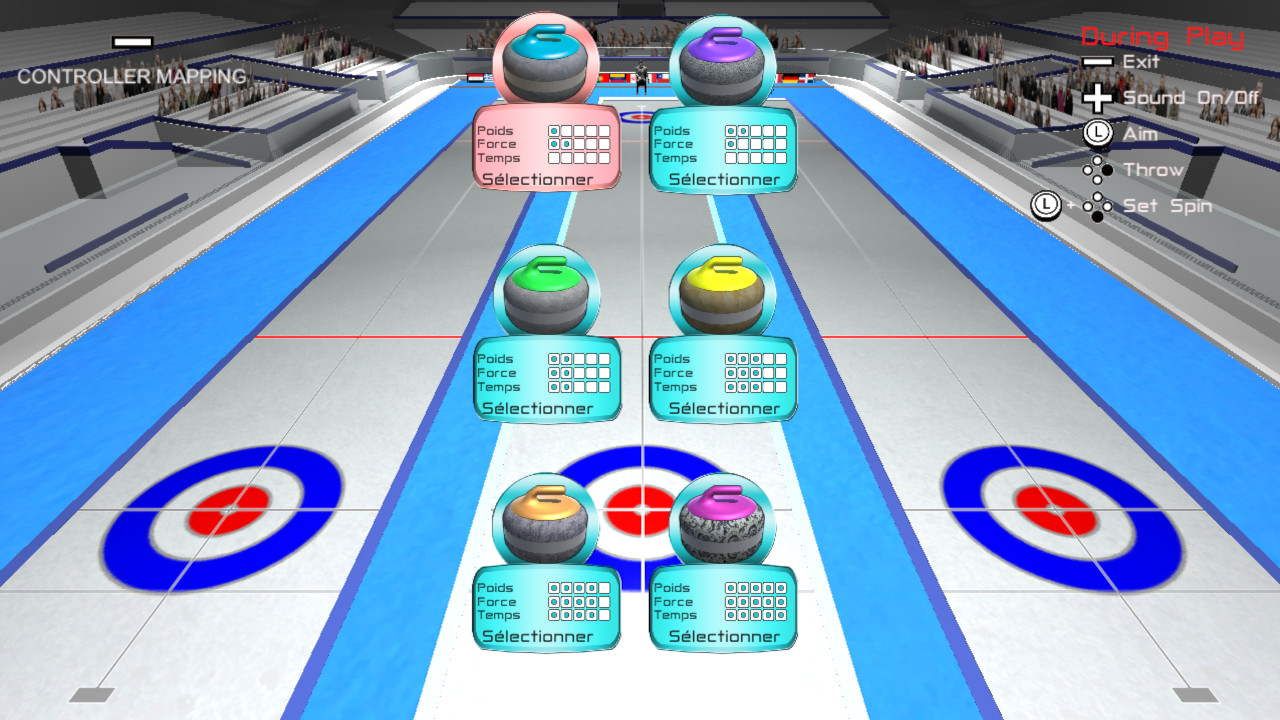 CONTROLLER MAPPING
During Play
Exit
Sound On/Off
L Aim
Throw
L + Set Spin
Poids
Force
Temps
Sélectionner
Poids
Force
Temps
Sélectionner
Poids
Force
Temps
Sélectionner
Poids
Force
Temps
Sélectionner
Poids
Force
Temps
Sélectionner
Poids
Force
Temps
Sélectionner